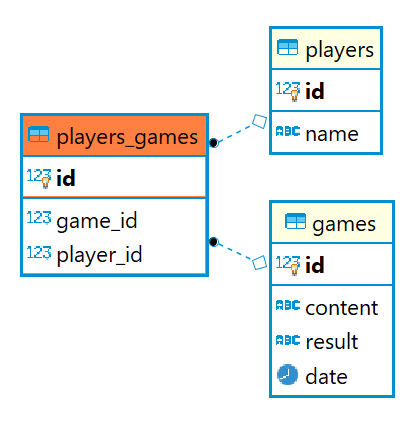 players
123 id
ABC name
players_games
123 id
123 game_id
123 player_id
games
123 id
ABC content
ABC result
date